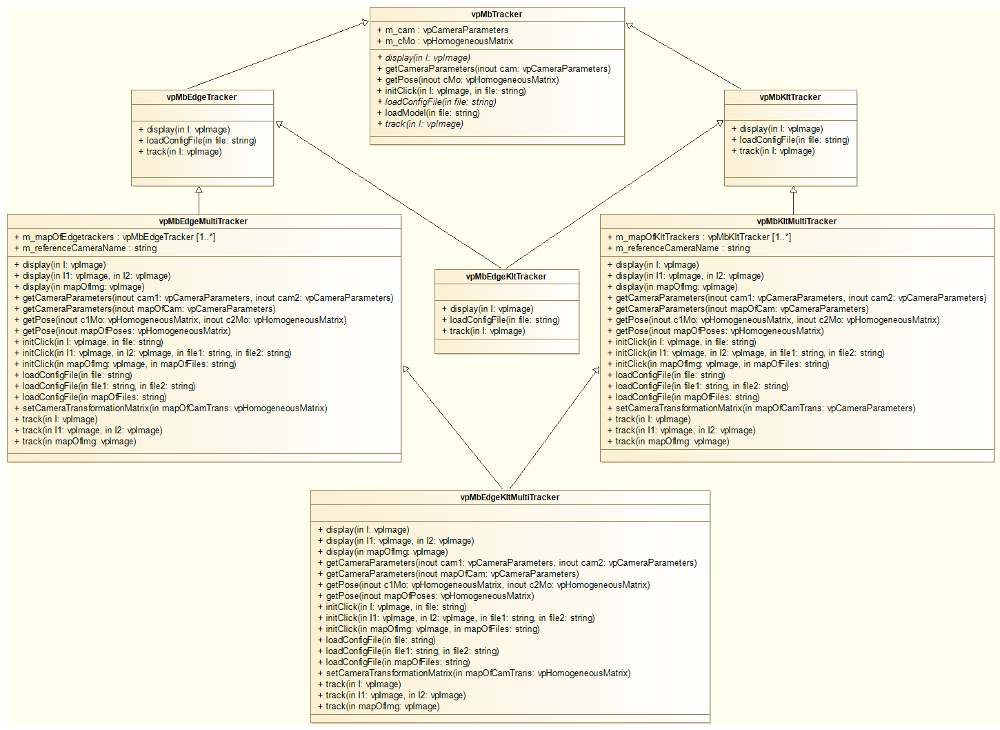 vpMbTracker
+ m_cam : vpCameraParameters
+ m_cMo : vpHomogeneousMatrix
+ display(in I: vpImage)
+ getCameraParameters(inout cam: vpCameraParameters)
+ getPose(inout cMo: vpHomogeneousMatrix)
+ initClick(in I: vpImage, in file: string)
+ loadConfigFile(in file: string)
+ loadModel(in file: string)
+ track(in I: vpImage)
vpMbEdgeTracker
+ display(in I: vpImage)
+ loadConfigFile(in file: string)
+ track(in I: vpImage)
vpMbKltTracker
+ display(in I: vpImage)
+ loadConfigFile(in file: string)
+ track(in I: vpImage)
vpMbEdgeMultiTracker
+ m_mapOfEdgetrackers : vpMbEdgeTracker [1..*]
+ m_referenceCameraName : string
+ display(in I: vpImage)
+ display(in I1: vpImage, in I2: vpImage)
+ display(in mapOfImg: vpImage)
+ getCameraParameters(inout cam1: vpCameraParameters, inout cam2: vpCameraParameters)
+ getCameraParameters(inout mapOfCam: vpCameraParameters)
+ getPose(inout c1Mo: vpHomogeneousMatrix, inout c2Mo: vpHomogeneousMatrix)
+ getPose(inout mapOfPoses: vpHomogeneousMatrix)
+ initClick(in I: vpImage, in file: string)
+ initClick(in I1: vpImage, in I2: vpImage, in file1: string, in file2: string)
+ initClick(in mapOfImg: vpImage, in mapOfFiles: string)
+ loadConfigFile(in file: string)
+ loadConfigFile(in file1: string, in file2: string)
+ loadConfigFile(in mapOfFiles: string)
+ setCameraTransformationMatrix(in mapOfCamTrans: vpHomogeneousMatrix)
+ track(in I: vpImage)
+ track(in I1: vpImage, in I2: vpImage)
+ track(in mapOfImg: vpImage)
vpMbEdgeKltTracker
+ display(in I: vpImage)
+ loadConfigFile(in file: string)
+ track(in I: vpImage)
vpMbKltMultiTracker
+ m_mapOfKltTrackers : vpMbKltTracker [1..*]
+ m_referenceCameraName : string
+ display(in I: vpImage)
+ display(in I1: vpImage, in I2: vpImage)
+ display(in mapOfImg: vpImage)
+ getCameraParameters(inout cam1: vpCameraParameters, inout cam2: vpCameraParameters)
+ getCameraParameters(inout mapOfCam: vpCameraParameters)
+ getPose(inout c1Mo: vpHomogeneousMatrix, inout c2Mo: vpHomogeneousMatrix)
+ getPose(inout mapOfPoses: vpHomogeneousMatrix)
+ initClick(in I: vpImage, in file: string)
+ initClick(in I1: vpImage, in I2: vpImage, in file1: string, in file2: string)
+ initClick(in mapOfImg: vpImage, in mapOfFiles: string)
+ loadConfigFile(in file: string)
+ loadConfigFile(in file1: string, in file2: string)
+ loadConfigFile(in mapOfFiles: string)
+ setCameraTransformationMatrix(in mapOfCamTrans: vpCameraParameters)
+ track(in I: vpImage)
+ track(in I1: vpImage, in I2: vpImage)
+ track(in mapOfImg: vpImage)
vpMbEdgeKltMultiTracker
+ display(in I: vpImage)
+ display(in I1: vpImage, in I2: vpImage)
+ display(in mapOfImg: vpImage)
+ getCameraParameters(inout cam1: vpCameraParameters, inout cam2: vpCameraParameters)
+ getCameraParameters(inout mapOfCam: vpCameraParameters)
+ getPose(inout c1Mo: vpHomogeneousMatrix, inout c2Mo: vpHomogeneousMatrix)
+ getPose(inout mapOfPoses: vpHomogeneousMatrix)
+ initClick(in I: vpImage, in file: string)
+ initClick(in I1: vpImage, in I2: vpImage, in file1: string, in file2: string)
+ initClick(in mapOfImg: vpImage, in mapOfFiles: string)
+ loadConfigFile(in file: string)
+ loadConfigFile(in file1: string, in file2: string)
+ loadConfigFile(in mapOfFiles: string)
+ setCameraTransformationMatrix(in mapOfCamTrans: vpHomogeneousMatrix)
+ track(in I: vpImage)
+ track(in I1: vpImage, in I2: vpImage)
+ track(in mapOfImg: vpImage)